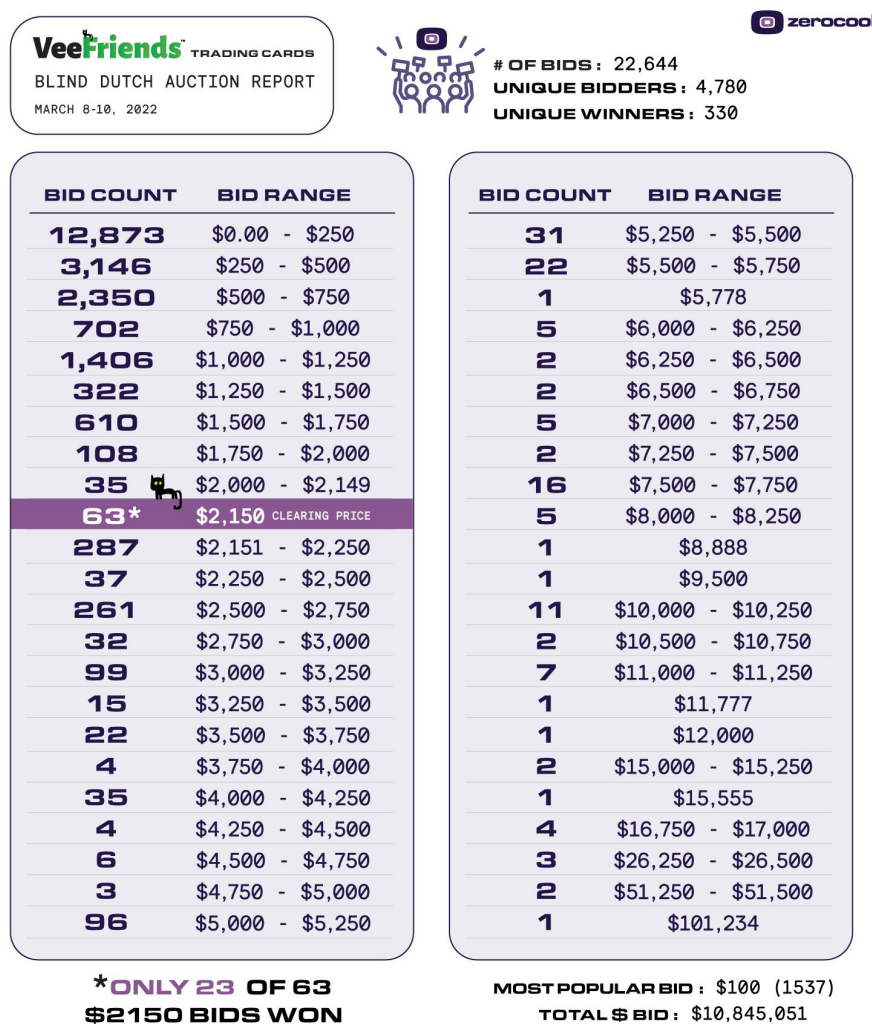 VeeFriends™ TRADING CARDS
BLIND DUTCH AUCTION REPORT
MARCH 8-10, 2022
zerocool
# OF BIDS: 22,644
UNIQUE BIDDERS: 4,780
UNIQUE WINNERS: 330
BID COUNT BID RANGE
12,873 $0.00 - $250
3,146 $250 - $500
2,350 $500 - $750
702 $750 - $1,000
1,406 $1,000 - $1,250
322 $1,250 - $1,500
610 $1,500 - $1,750
108 $1,750 - $2,000
35 $2,000 - $2,149
63* $2,150 CLEARING PRICE
287 $2,151 - $2,250
37 $2,250 - $2,500
261 $2,500 - $2,750
32 $2,750 - $3,000
99 $3,000 - $3,250
15 $3,250 - $3,500
22 $3,500 - $3,750
4 $3,750 - $4,000
35 $4,000 - $4,250
4 $4,250 - $4,500
6 $4,500 - $4,750
3 $4,750 - $5,000
96 $5,000 - $5,250
*ONLY 23 OF 63
$2150 BIDS WON
BID COUNT BID RANGE
31 $5,250 - $5,500
22 $5,500 - $5,750
1 $5,778
5 $6,000 - $6,250
2 $6,250 - $6,500
2 $6,500 - $6,750
5 $7,000 - $7,250
2 $7,250 - $7,500
16 $7,500 - $7,750
5 $8,000 - $8,250
1 $8,888
1 $9,500
11 $10,000 - $10,250
2 $10,500 - $10,750
7 $11,000 - $11,250
1 $11,777
1 $12,000
2 $15,000 - $15,250
1 $15,555
4 $16,750 - $17,000
3 $26,250 - $26,500
2 $51,250 - $51,500
1 $101,234
MOST POPULAR BID: $100 (1537)
TOTAL $ BID: $10,845,051